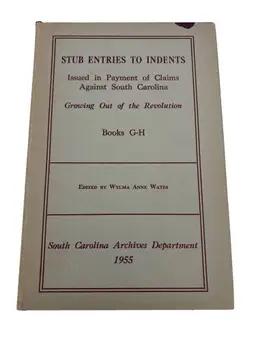 STUB ENTRIES TO INDENTS
Issued in Payment of Claims
Against South Carolina
Growing Out of the Revolution
Books G-H
EDITED BY WYLMA ANNE WATES
South Carolina Archives Department
1955